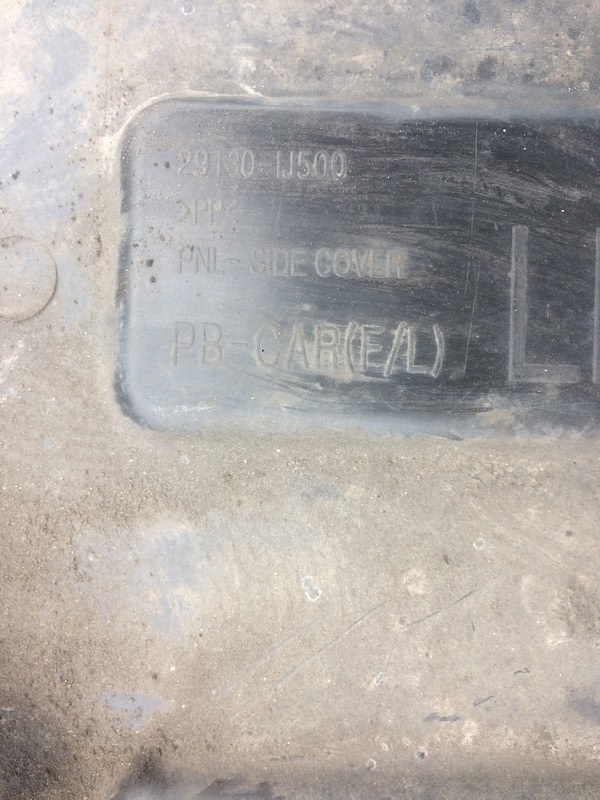 29130-1J500
>PP<
PNL-SIDE COVER
PB-CAR(E/L)
L